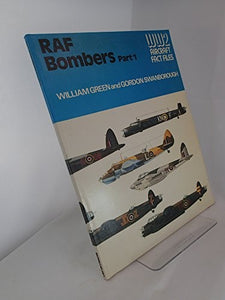 RAF
Bombers Part 1
WW2
AIRCRAFT
FACT FILES
WILLIAM GREEN and GORDON SWANBOROUGH